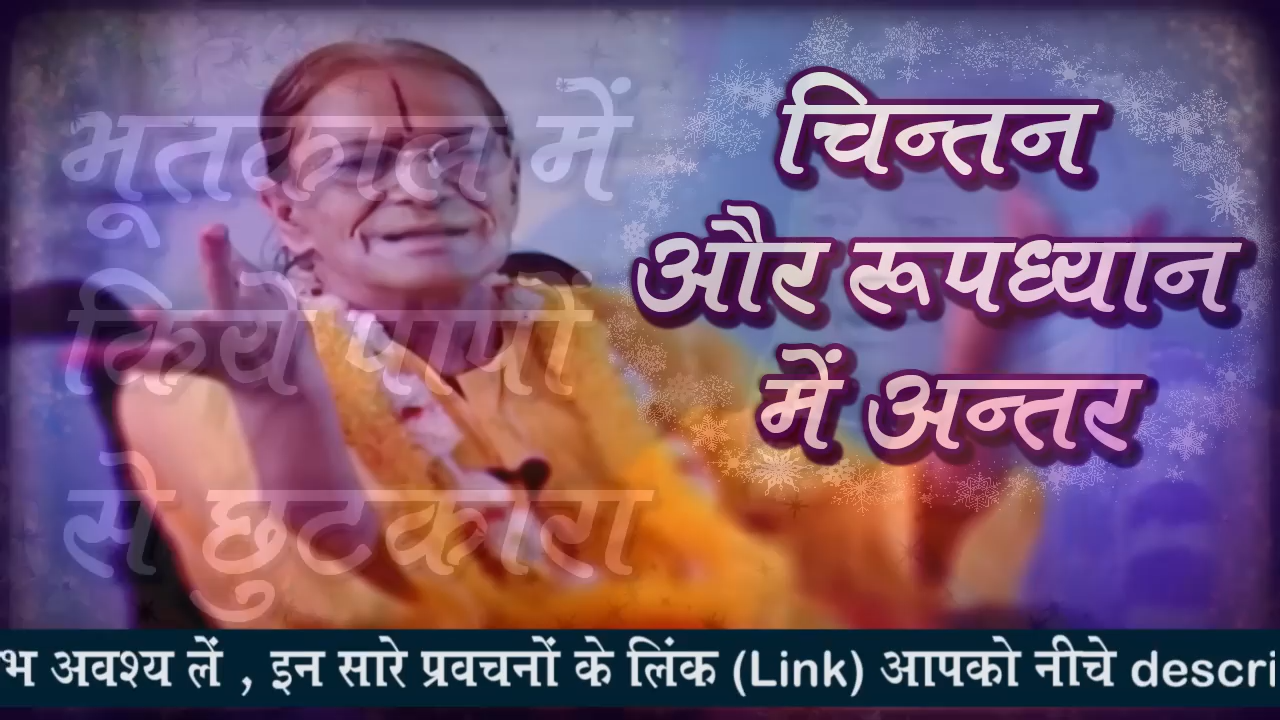 भूतकाल में
किये पापों
से छुटकारा
चिन्तन
और रूपध्यान
में अन्तर
भ अवश्य लें , इन सारे प्रवचनों के लिंक (Link) आपको नीचे descri